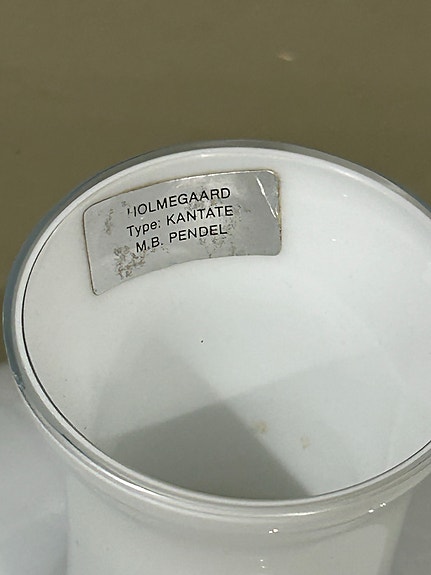 HOLMEGAARD
Type: KANTATE
M.B. PENDEL